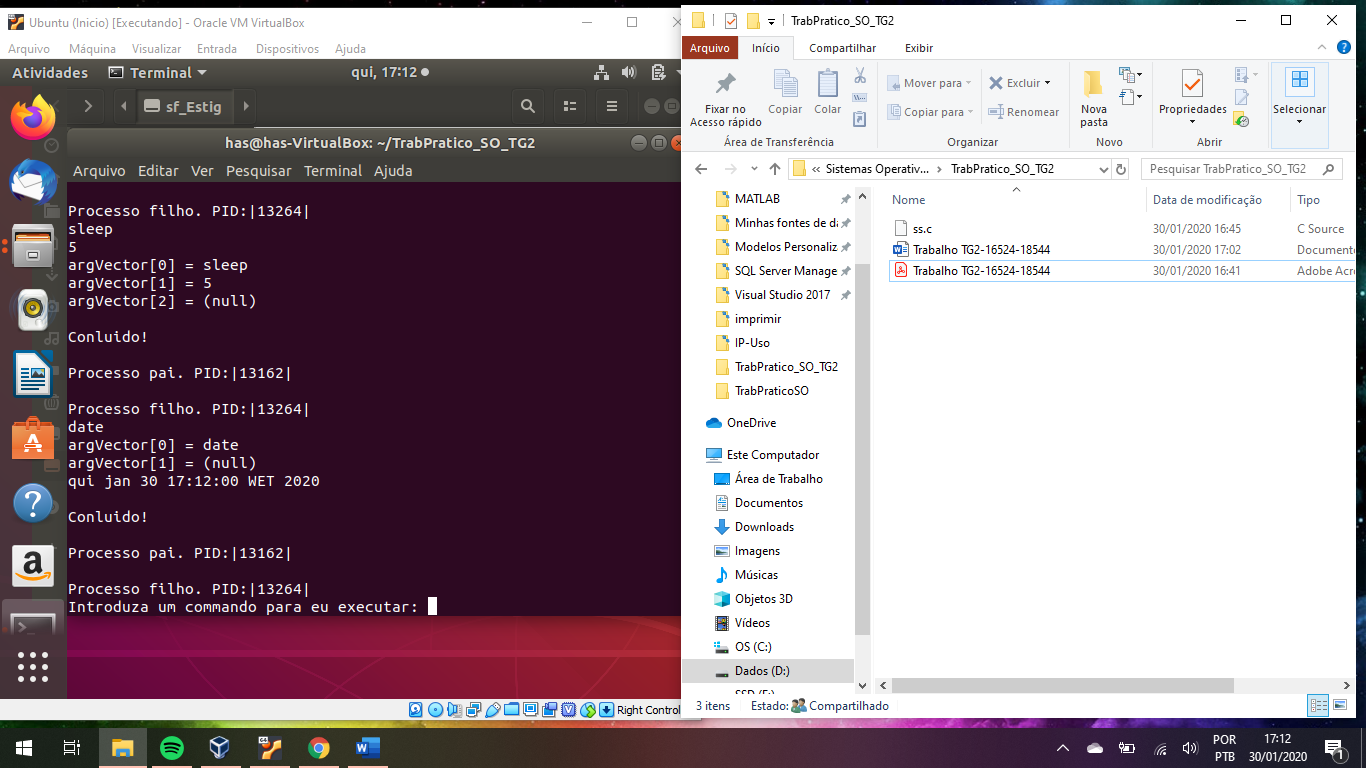 Ubuntu (Inicio) [Executando] - Oracle VM VirtualBox
Arquivo Máquina Visualizar Entrada Dispositivos Ajuda
Atividades Terminal qui, 17:12
sf_Estig
has@has-VirtualBox: ~/TrabPratico_SO_TG2
Arquivo Editar Ver Pesquisar Terminal Ajuda
Processo filho. PID:|13264|
sleep
5
argVector[0] = sleep
argVector[1] = 5
argVector[2] = (null)
Conluido!
Processo pai. PID:|13162|
Processo filho. PID:|13264|
date
argVector[0] = date
argVector[1] = (null)
qui jan 30 17:12:00 WET 2020
Conluido!
Processo pai. PID:|13162|
Processo filho. PID:|13264|
Introduza um commando para eu executar:
Right Control
TrabPratico_SO_TG2
Arquivo Início Compartilhar Exibir
Fixar no
Acesso rápido
Copiar
Colar
Área de Transferência
Mover para
Copiar para
Excluir
Renomear
Organizar
Nova
pasta
Novo
Propriedades
Abrir
Selecionar
« Sistemas Operativ... › TrabPratico_SO_TG2
Pesquisar TrabPratico_SO_TG2
MATLAB
Minhas fontes de da
Modelos Personaliz
SQL Server Manage
Visual Studio 2017
imprimir
IP-Uso
TrabPratico_SO_TG2
TrabPraticoSO
OneDrive
Este Computador
Área de Trabalho
Documentos
Downloads
Imagens
Músicas
Objetos 3D
Vídeos
OS (C:)
Dados (D:)
Nome Data de modificação Tipo
ss.c 30/01/2020 16:45 C Source
Trabalho TG2-16524-18544 30/01/2020 17:02 Documento
Trabalho TG2-16524-18544 30/01/2020 16:41 Adobe Acro
3 itens Estado: Compartilhado
POR
PTB
17:12
30/01/2020
1